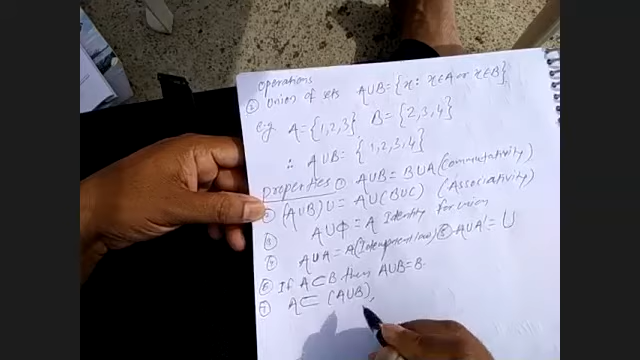 Operations
① Union of sets A∪B = {x: x∈A or x∈B}
e.g A = {1,2,3}, B = {2,3,4}
∴ A∪B = {1,2,3,4}
Properties ① A∪B = B∪A (Commutativity)
② (A∪B)∪ = A∪(B∪C) (Associativity)
③ A∪Φ = A Identity for union
④ A∪A = A (Idempotent law) ⑤ A∪A' = U
⑥ If A⊂B then A∪B=B.
⑦ A⊂ (A∪B),